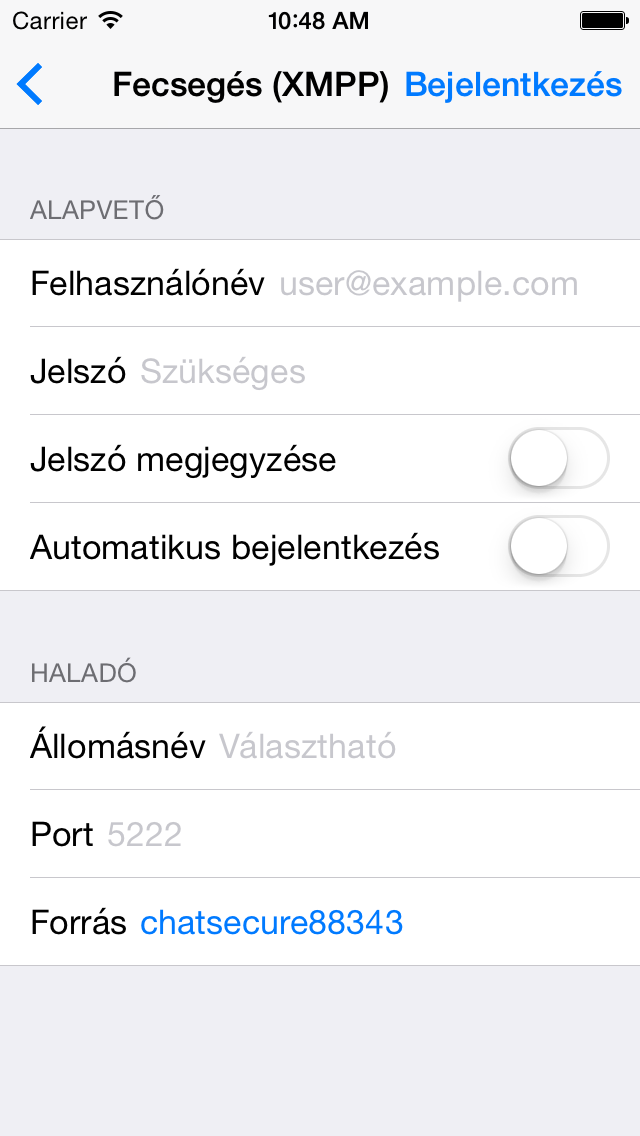 Carrier 10:48 AM
Fecsegés (XMPP) Bejelentkezés
ALAPVETŐ
Felhasználónév user@example.com
Jelszó Szükséges
Jelszó megjegyzése
Automatikus bejelentkezés
HALADÓ
Állomásnév Választható
Port 5222
Forrás chatsecure88343